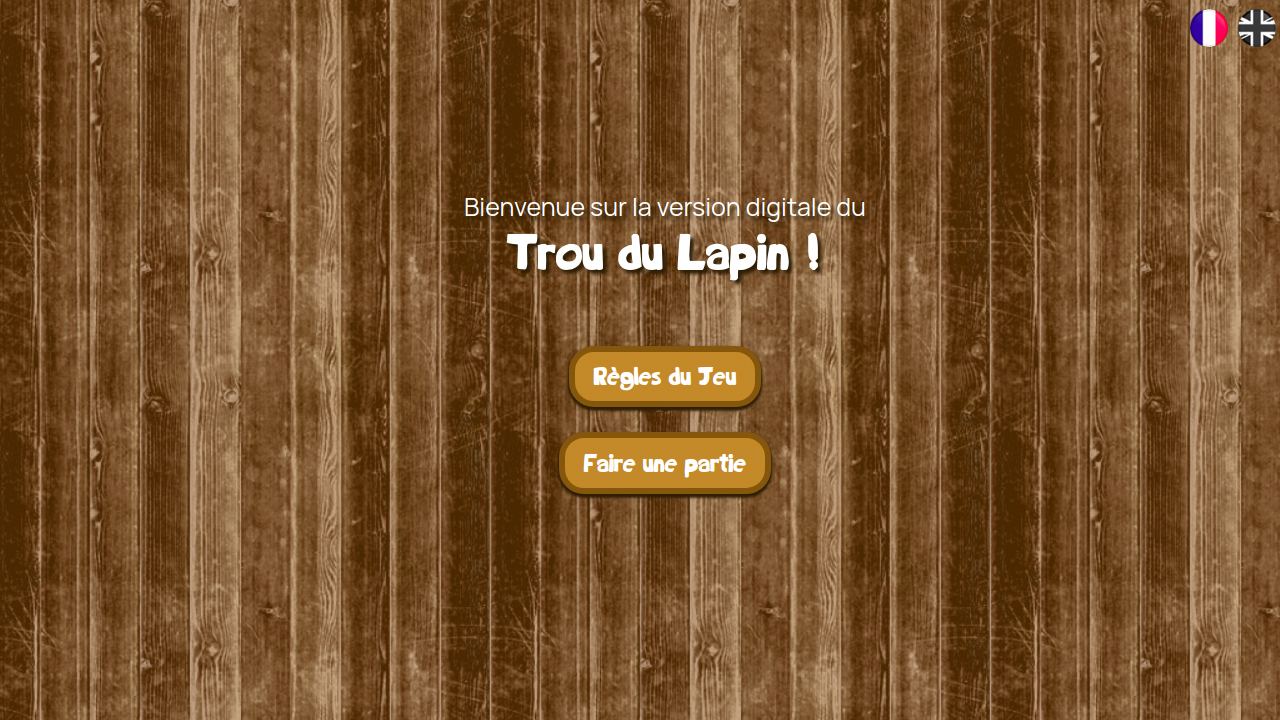 Bienvenue sur la version digitale du
Trou du Lapin !
Règles du Jeu
Faire une partie